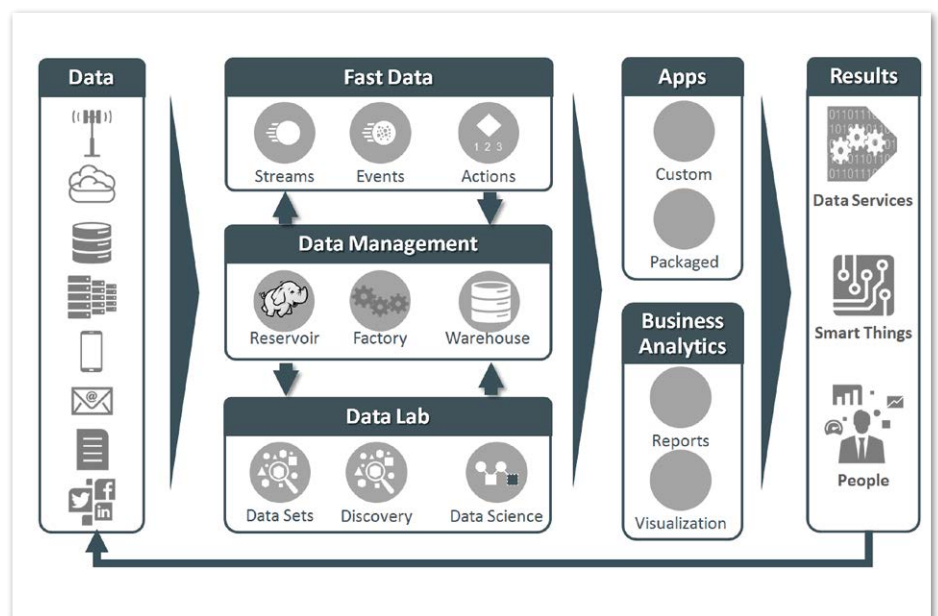 Data
Fast Data
Streams
Events
1 2 3
Actions
Data Management
Reservoir
Factory
Warehouse
Data Lab
Data Sets
Discovery
Data Science
Apps
Custom
Packaged
Business
Analytics
Reports
Visualization
Results
Data Services
Smart Things
People